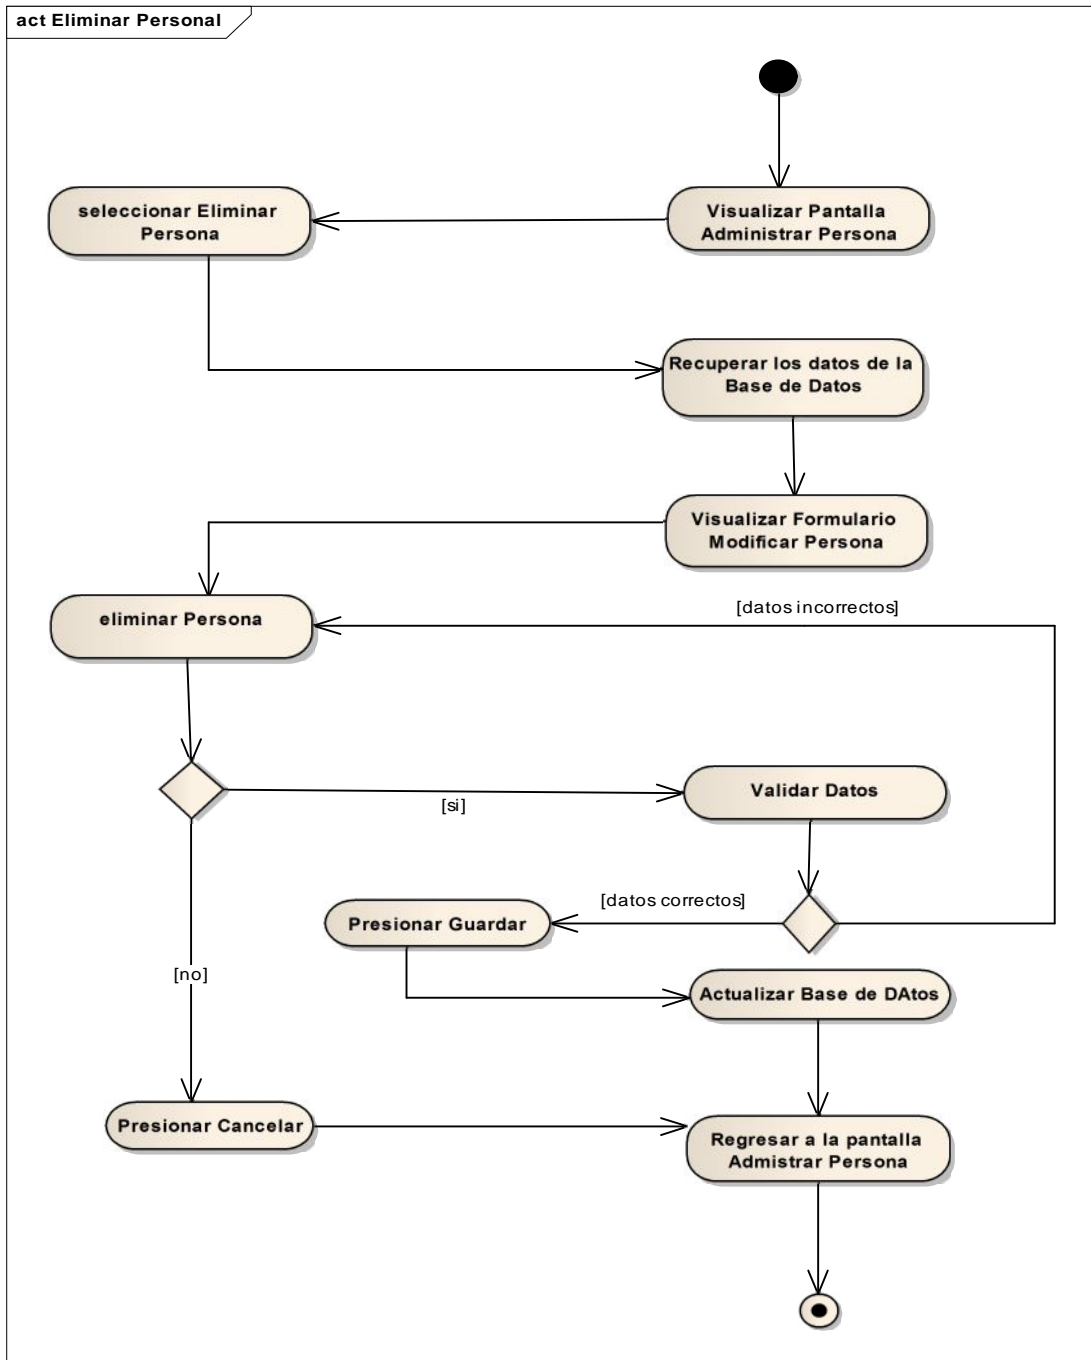 act Eliminar Personal
seleccionar Eliminar
Persona
Visualizar Pantalla
Administrar Persona
Recuperar los datos de la
Base de Datos
Visualizar Formulario
Modificar Persona
eliminar Persona
[datos incorrectos]
[si]
Validar Datos
[datos correctos]
Presionar Guardar
[no]
Actualizar Base de DAtos
Presionar Cancelar
Regresar a la pantalla
Admistrar Persona